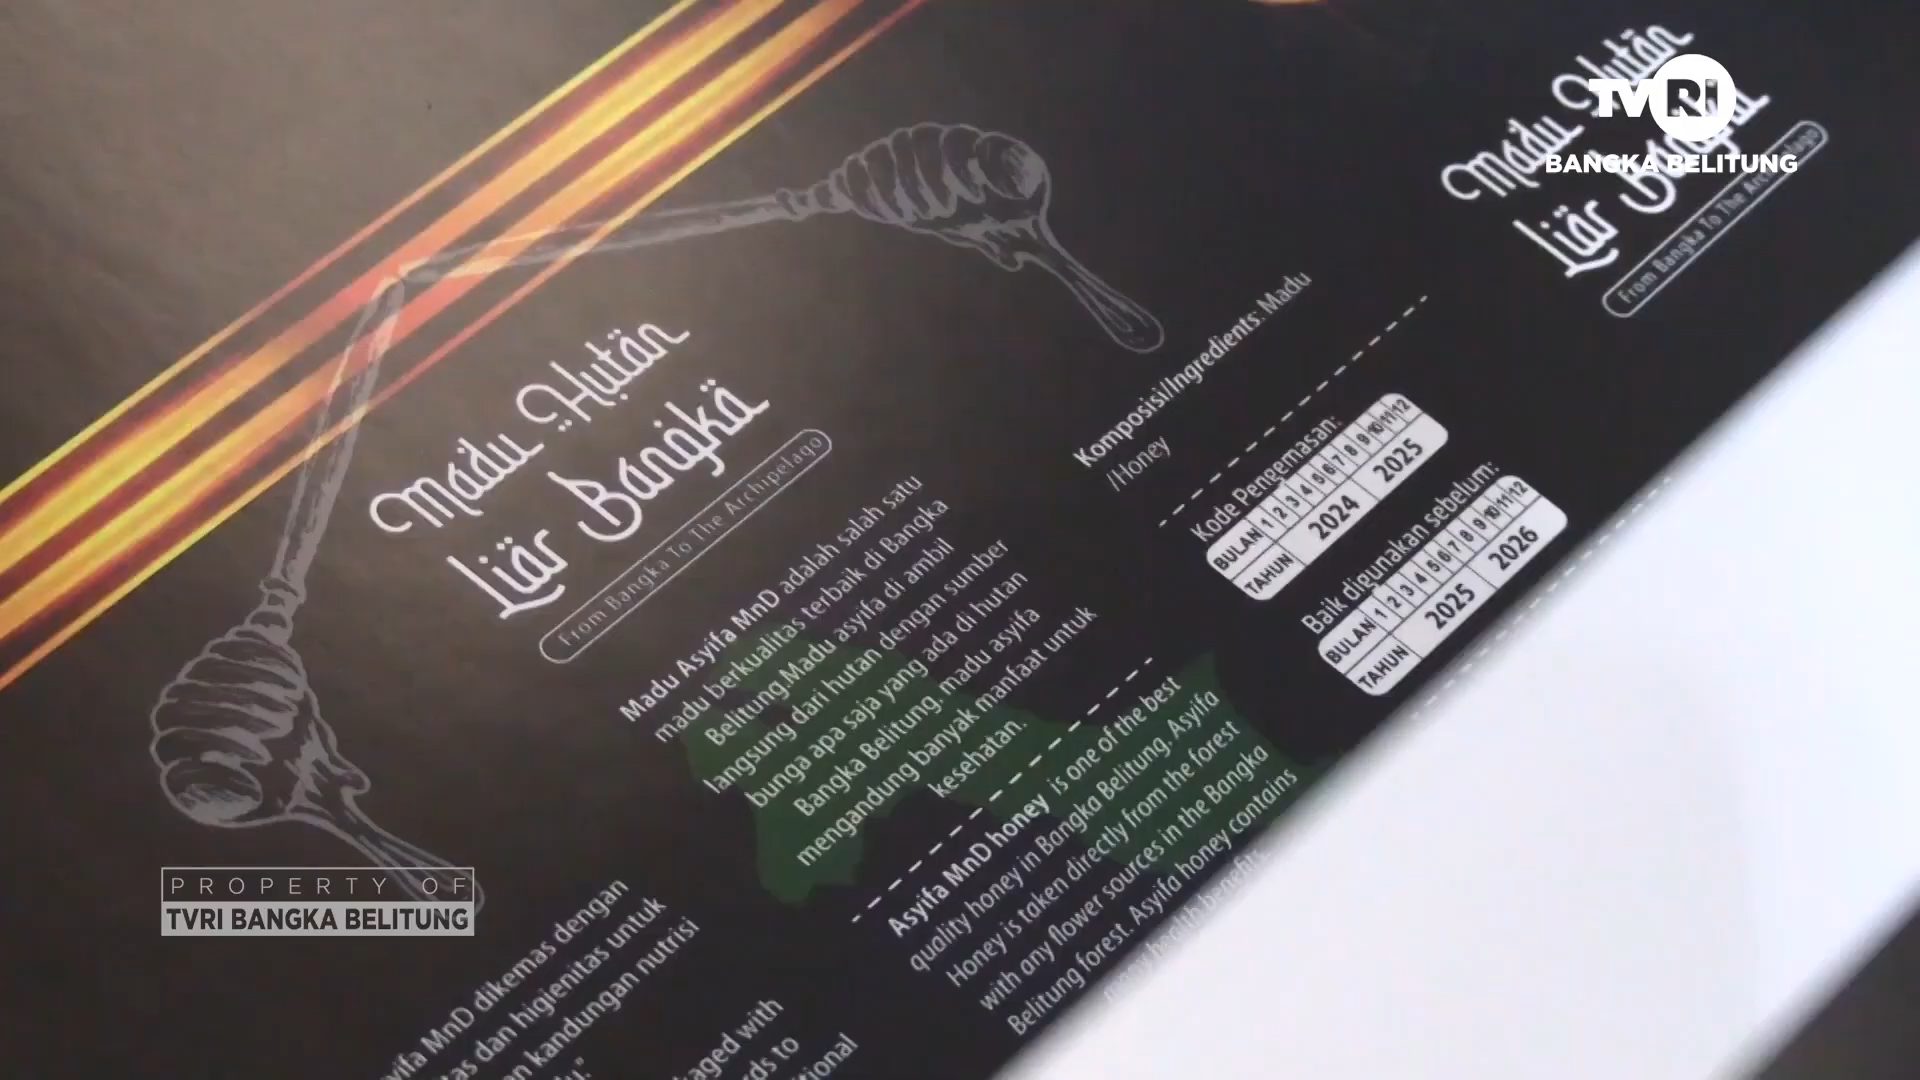 Madu Hutan
Liar Bangka
From Bangka To The Archipelago
Madu Asyifa MnD adalah salah satu
madu berkualitas terbaik di Bangka
Belitung.Madu asyifa di ambil
langsung dari hutan dengan sumber
bunga apa saja yang ada di hutan
Bangka Belitung. madu asyifa
mengandung banyak manfaat untuk
kesehatan.
Asyifa MnD honey is one of the best
quality honey in Bangka Belitung. Asyifa
Honey is taken directly from the forest
with any flower sources in the Bangka
Belitung forest. Asyifa honey contains
many health benefits
MnD dikemas dengan
dan higienitas untuk
kandungan nutrisi
with
to
Komposisi/Ingredients: Madu
/Honey
Kode Pengemasan:
BULAN 1 2 3 4 5 6 7 8 9 10 11 12
TAHUN 2024 2025
Baik digunakan sebelum:
BULAN 1 2 3 4 5 6 7 8 9 10 11 12
TAHUN 2025 2026
Madu Hutan
Liar Bangka
From Bangka To The
TVRI
BANGKA BELITUNG
PROPERTY OF
TVRI BANGKA BELITUNG